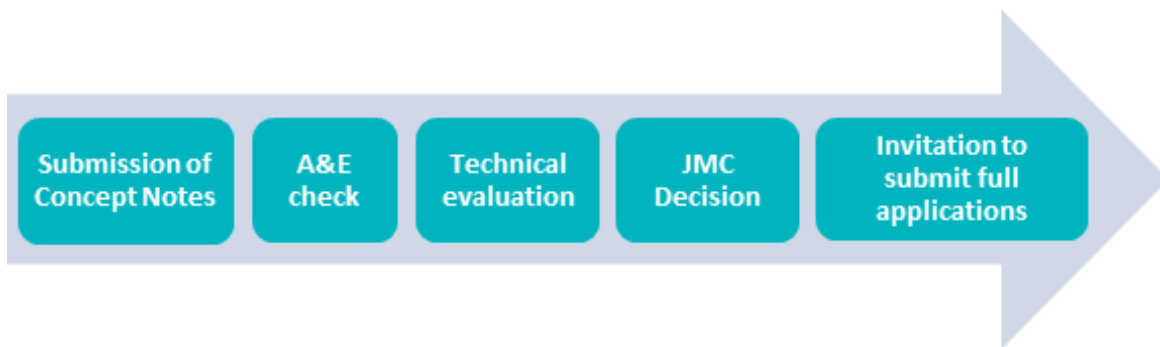 Submission of
Concept Notes
A&E
check
Technical
evaluation
JMC
Decision
Invitation to
submit full
applications